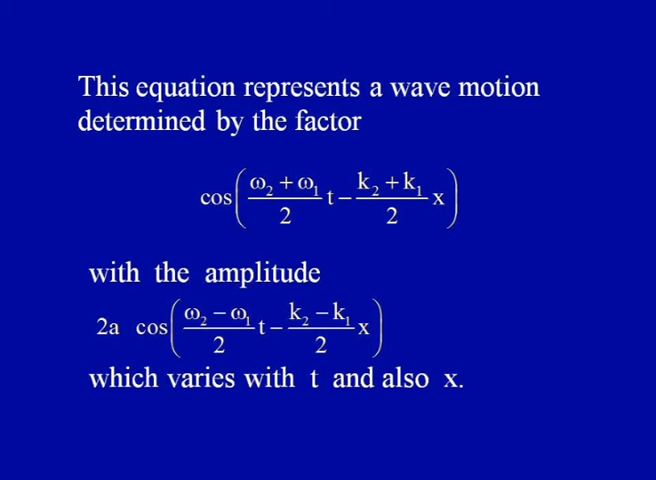 This equation represents a wave motion
determined by the factor
cos( (ω₂ + ω₁)/2 t − (k₂ + k₁)/2 x )
with the amplitude
2a cos( (ω₂ − ω₁)/2 t − (k₂ − k₁)/2 x )
which varies with t and also x.